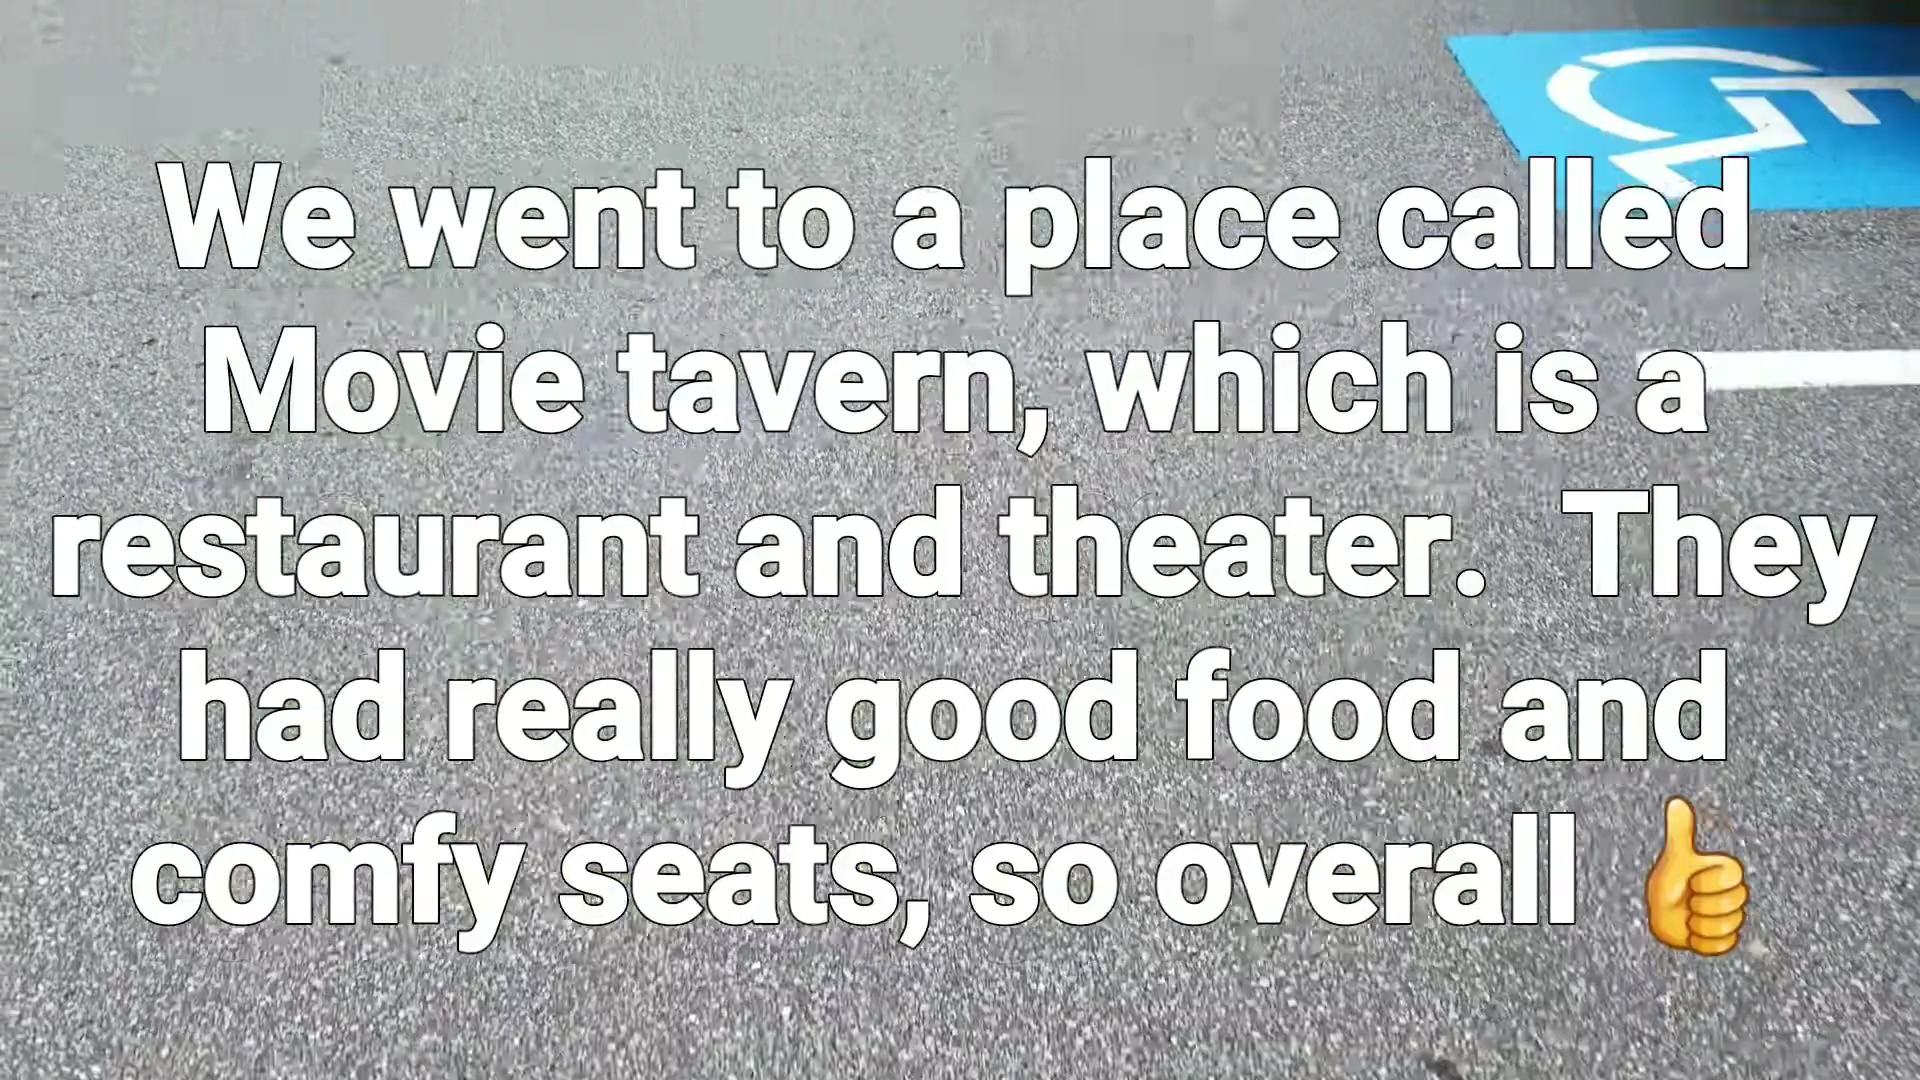 We went to a place called
Movie tavern, which is a
restaurant and theater.  They
had really good food and
comfy seats, so overall 👍